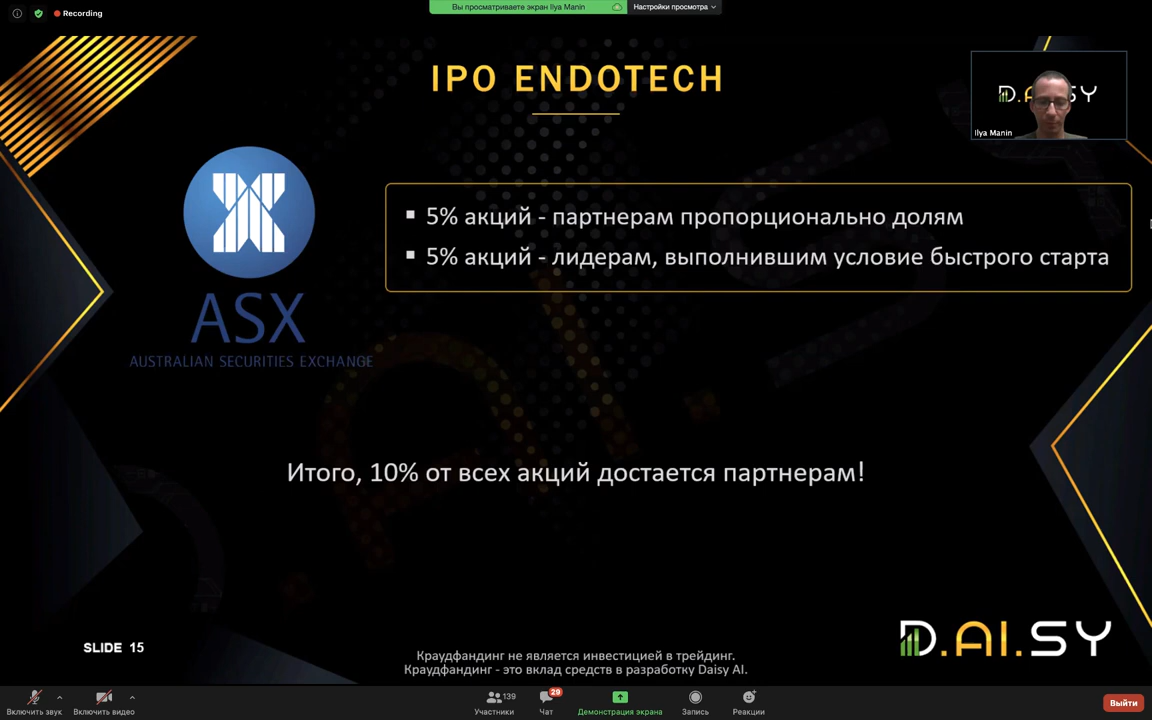 Recording
Вы просматриваете экран Ilya Manin
Настройки просмотра
IPO ENDOTECH
D.AI.SY
Ilya Manin
5% акций - партнерам пропорционально долям
5% акций - лидерам, выполнившим условие быстрого старта
ASX
AUSTRALIAN SECURITIES EXCHANGE
Итого, 10% от всех акций достается партнерам!
SLIDE 15
D.AI.SY
Краудфандинг не является инвестицией в трейдинг.
Краудфандинг - это вклад средств в разработку Daisy AI.
139
29
Включить звук
Включить видео
Участники
Чат
Демонстрация экрана
Запись
Реакции
Выйти